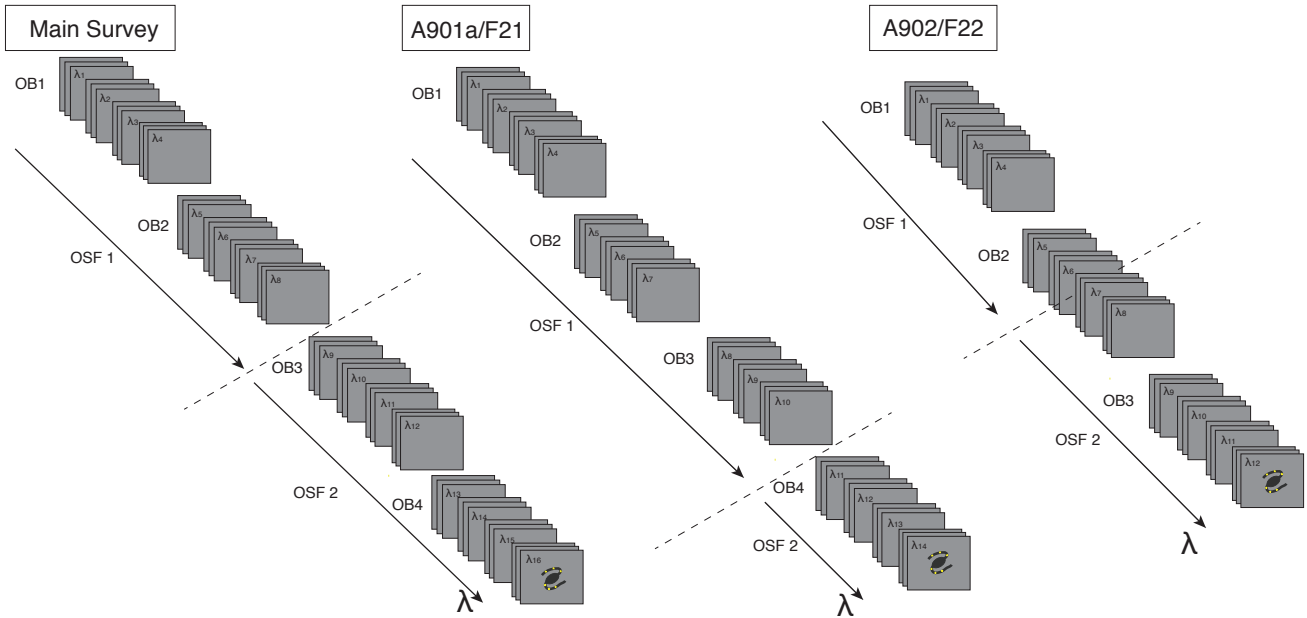 Main Survey
OB1
λ1
λ2
λ3
λ4
OSF 1
OB2
λ5
λ6
λ7
λ8
OB3
λ9
λ10
λ11
λ12
OSF 2
OB4
λ13
λ14
λ15
λ16
λ
A901a/F21
OB1
λ1
λ2
λ3
λ4
OSF 1
OB2
λ5
λ6
λ7
OB3
λ8
λ9
λ10
OB4
λ11
λ12
λ13
λ14
OSF 2
λ
A902/F22
OB1
λ1
λ2
λ3
λ4
OSF 1
OB2
λ5
λ6
λ7
λ8
OB3
λ9
λ10
λ11
λ12
OSF 2
λ